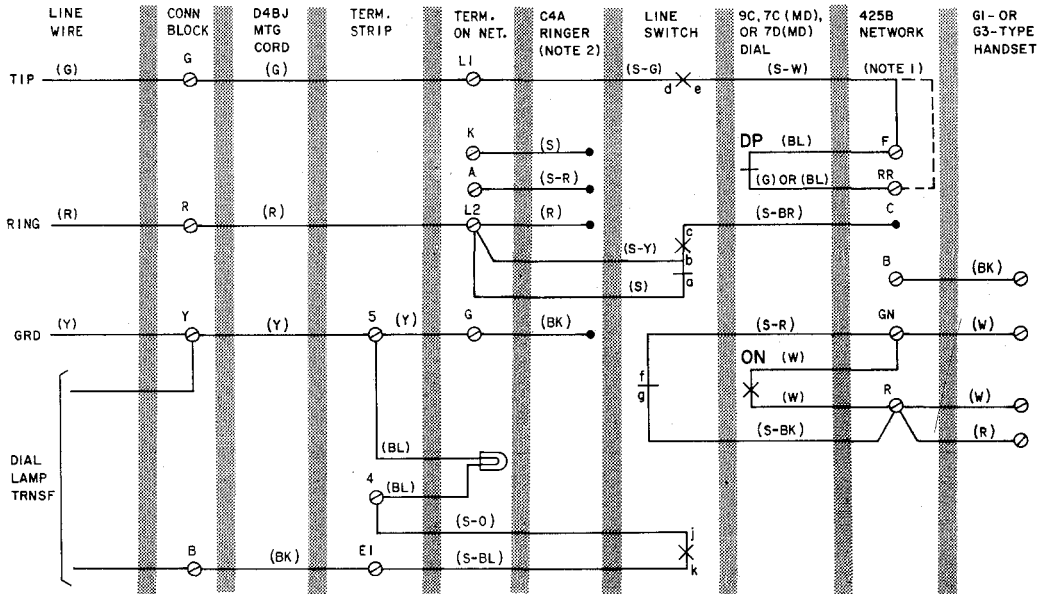 LINE WIRE
CONN BLOCK
D4BJ MTG CORD
TERM. STRIP
TERM. ON NET.
C4A RINGER (NOTE 2)
LINE SWITCH
9C, 7C (MD), OR 7D(MD) DIAL
425B NETWORK
G1- OR G3-TYPE HANDSET
TIP (G) G (G) L1 (S-G) d e (S-W) (NOTE 1)
K (S) DP (BL) F
A (S-R) (G) OR (BL) RR
RING (R) R (R) L2 (R) c (S-BR) C
(S-Y) b
a B (BK)
(S)
GRD (Y) Y (Y) 5 (Y) G (BK) (S-R) GN (W)
ON (W)
f
g (W) R (W)
(S-BK) (R)
DIAL LAMP TRNSF
(BL)
4 (BL)
(S-O) j
B (BK) E1 (S-BL) k